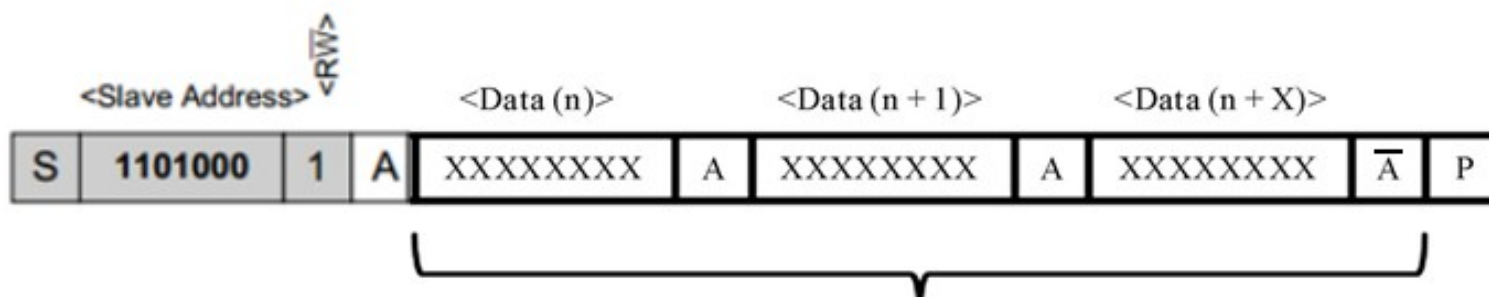 <Slave Address> <RW̅>
<Data (n)> <Data (n + 1)> <Data (n + X)>
S 1101000 1 A XXXXXXXX A XXXXXXXX A XXXXXXXX A̅ P